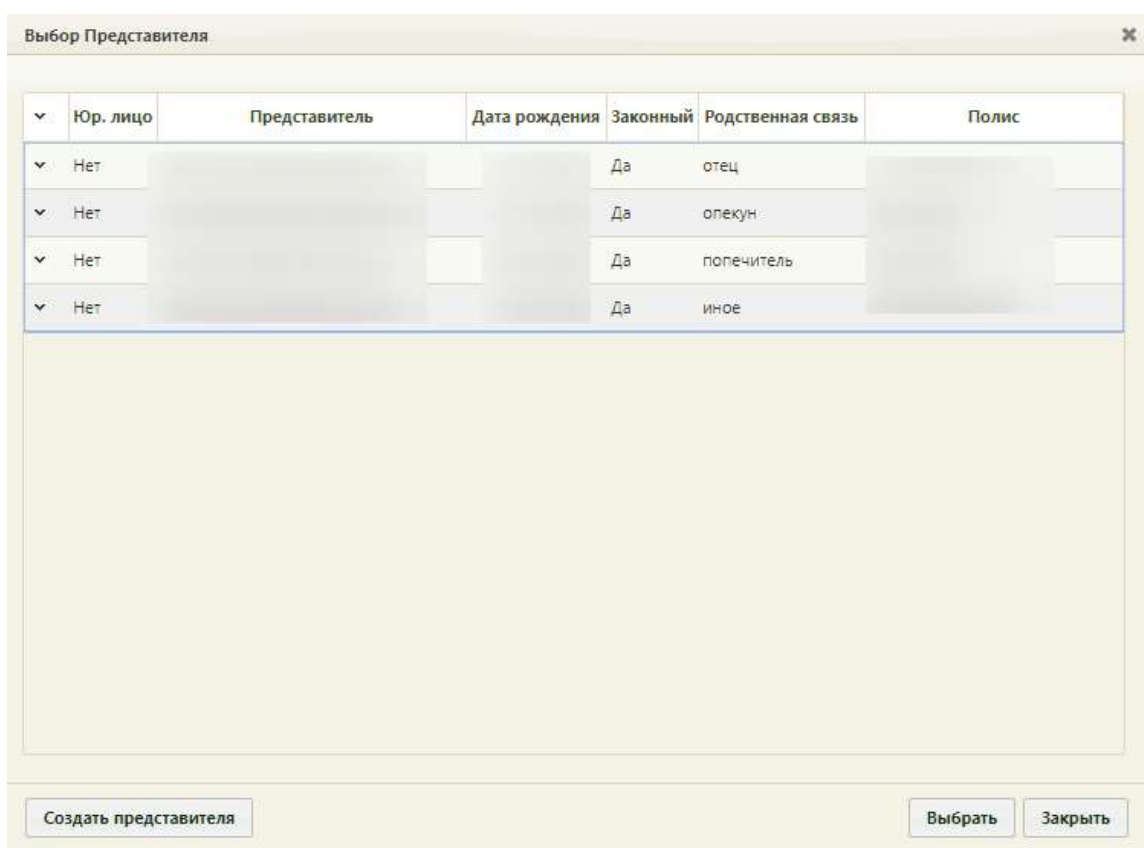 Выбор Представителя
Юр. лицо Представитель Дата рождения Законный Родственная связь Полис
Нет Да отец
Нет Да опекун
Нет Да попечитель
Нет Да иное
Создать представителя Выбрать Закрыть